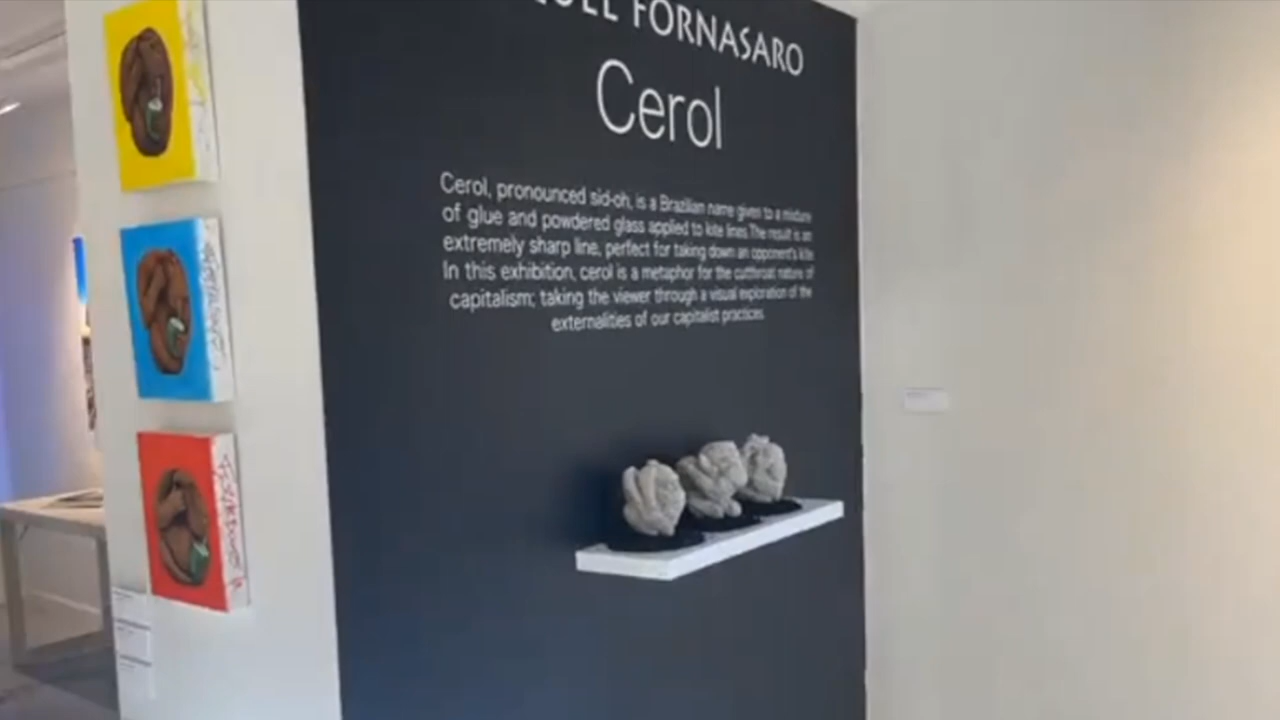 FORNASARO
Cerol
Cerol, pronounced sid-oh, is a Brazilian name given to a mixture
of glue and powdered glass applied to kite lines. The result is an
extremely sharp line, perfect for taking down an opponent's kite
In this exhibition, cerol is a metaphor for the cutthroat nature of
capitalism; taking the viewer through a visual exploration of the
externalities of our capitalist practices.